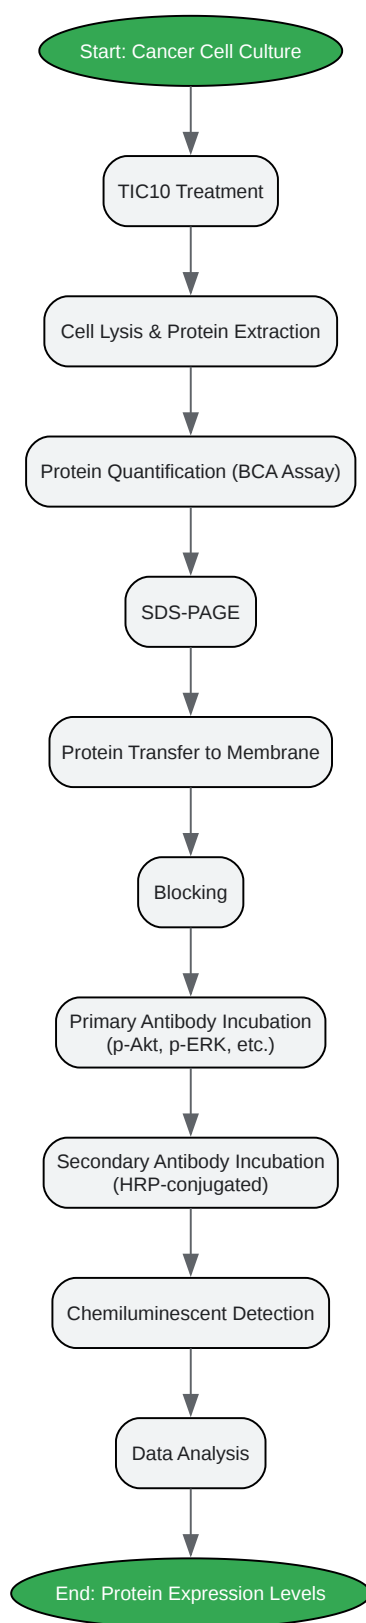 Start: Cancer Cell Culture
TIC10 Treatment
Cell Lysis & Protein Extraction
Protein Quantification (BCA Assay)
SDS-PAGE
Protein Transfer to Membrane
Blocking
Primary Antibody Incubation
(p-Akt, p-ERK, etc.)
Secondary Antibody Incubation
(HRP-conjugated)
Chemiluminescent Detection
Data Analysis
End: Protein Expression Levels